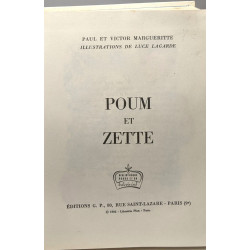 PAUL ET VICTOR MARGUERITTE
ILLUSTRATIONS DE LUCE LAGARDE
POUM
ET
ZETTE
ÉDITIONS G. P., 80, RUE SAINT-LAZARE - PARIS (9e)